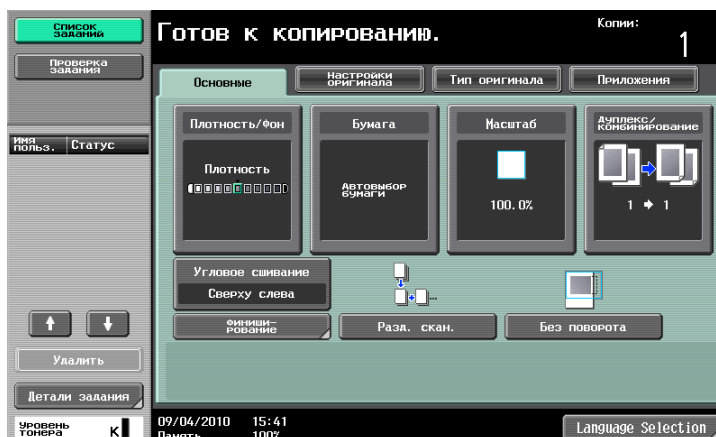 Список
заданий
Готов к копированию.
Копии:
1
Проверка
задания
Основные
Настройки
оригинала
Тип оригинала
Приложения
Имя
польз.
Статус
Плотность/Фон
Бумага
Масштаб
Дуплекс/
Комбинирование
Плотность
Автовыбор
бумаги
100.0%
1 → 1
Угловое сшивание
Сверху слева
Финиши-
рование
Разд. скан.
Без поворота
Удалить
Детали задания
Уровень
тонера
K
09/04/2010 15:41
Память 100%
Language Selection